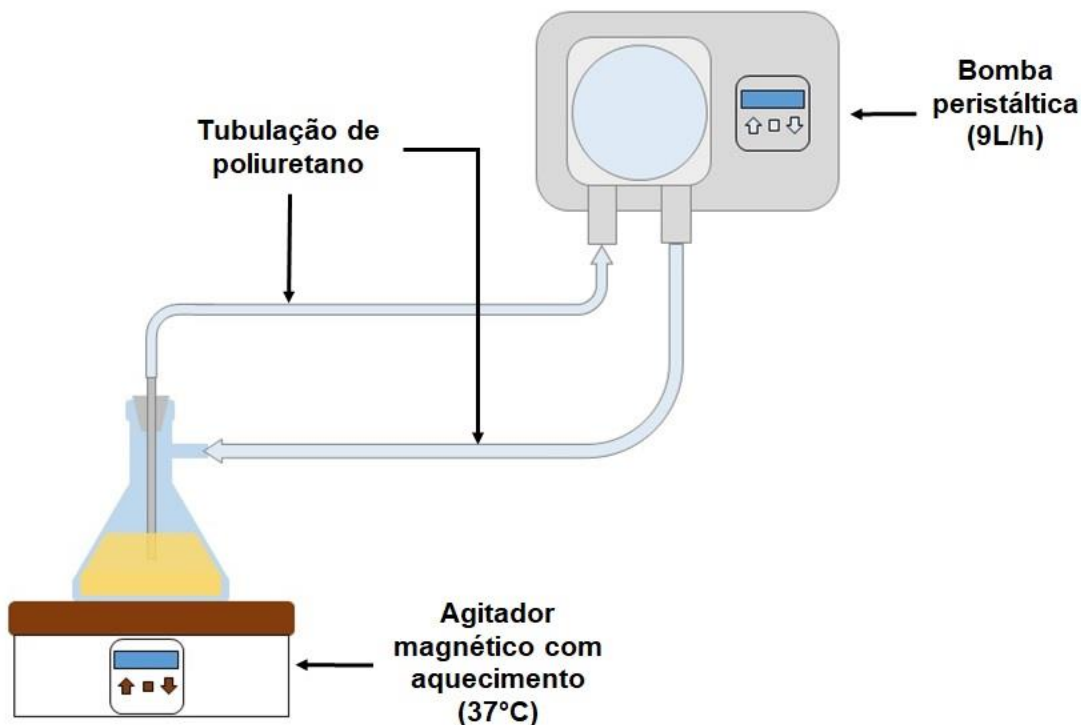 Bomba
peristáltica
(9L/h)
Tubulação de
poliuretano
Agitador
magnético com
aquecimento
(37°C)